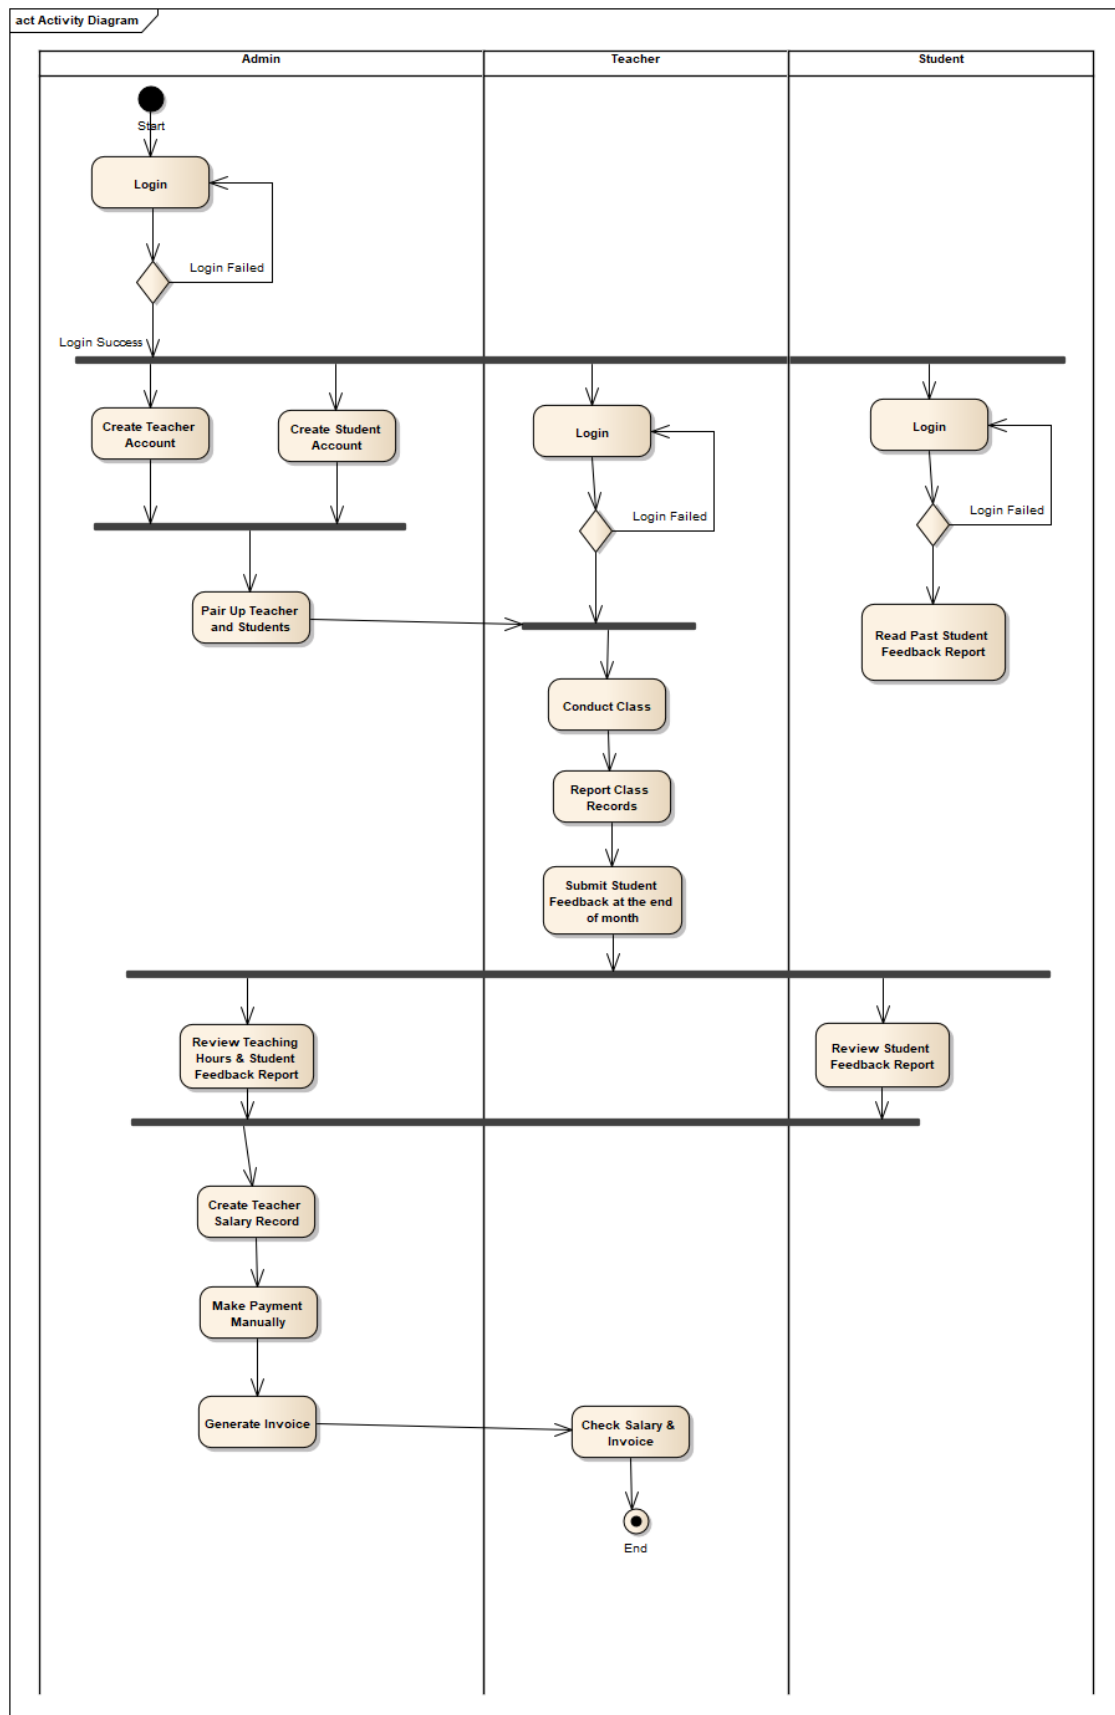 act Activity Diagram
Admin
Teacher
Student
Start
Login
Login Failed
Login Success
Create Teacher
Account
Create Student
Account
Login
Login Failed
Login
Login Failed
Pair Up Teacher
and Students
Read Past Student
Feedback Report
Conduct Class
Report Class
Records
Submit Student
Feedback at the end
of month
Review Teaching
Hours & Student
Feedback Report
Review Student
Feedback Report
Create Teacher
Salary Record
Make Payment
Manually
Generate Invoice
Check Salary &
Invoice
End